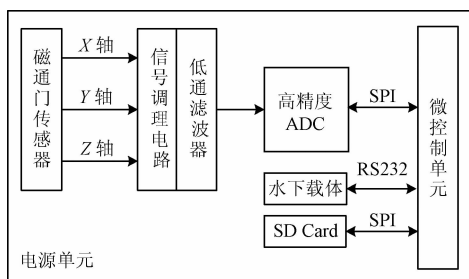 磁通门传感器
X 轴
Y 轴
Z 轴
信号调理电路
低通滤波器
高精度
ADC
SPI
水下载体
RS232
SD Card
SPI
微控制单元
电源单元